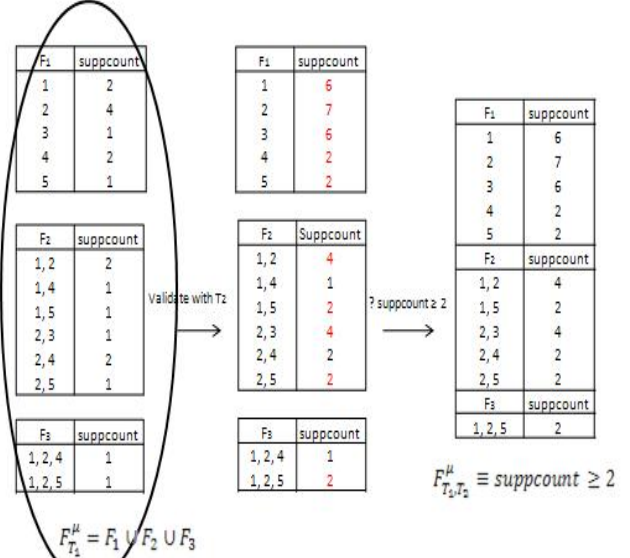 F1 suppcount
1 2
2 4
3 1
4 2
5 1
F2 suppcount
1, 2 2
1, 4 1
1, 5 1
2, 3 1
2, 4 2
2, 5 1
F3 suppcount
1, 2, 4 1
1, 2, 5 1
F^μ_T₁ = F₁ ∪ F₂ ∪ F₃
Validate with T2
F1 suppcount
1 6
2 7
3 6
4 2
5 2
F2 Suppcount
1, 2 4
1, 4 1
1, 5 2
2, 3 4
2, 4 2
2, 5 2
F3 suppcount
1, 2, 4 1
1, 2, 5 2
? suppcount ≥ 2
F1 suppcount
1 6
2 7
3 6
4 2
5 2
F2 suppcount
1, 2 4
1, 5 2
2, 3 4
2, 4 2
2, 5 2
F3 suppcount
1, 2, 5 2
F^μ_T₁,T₂ ≡ suppcount ≥ 2